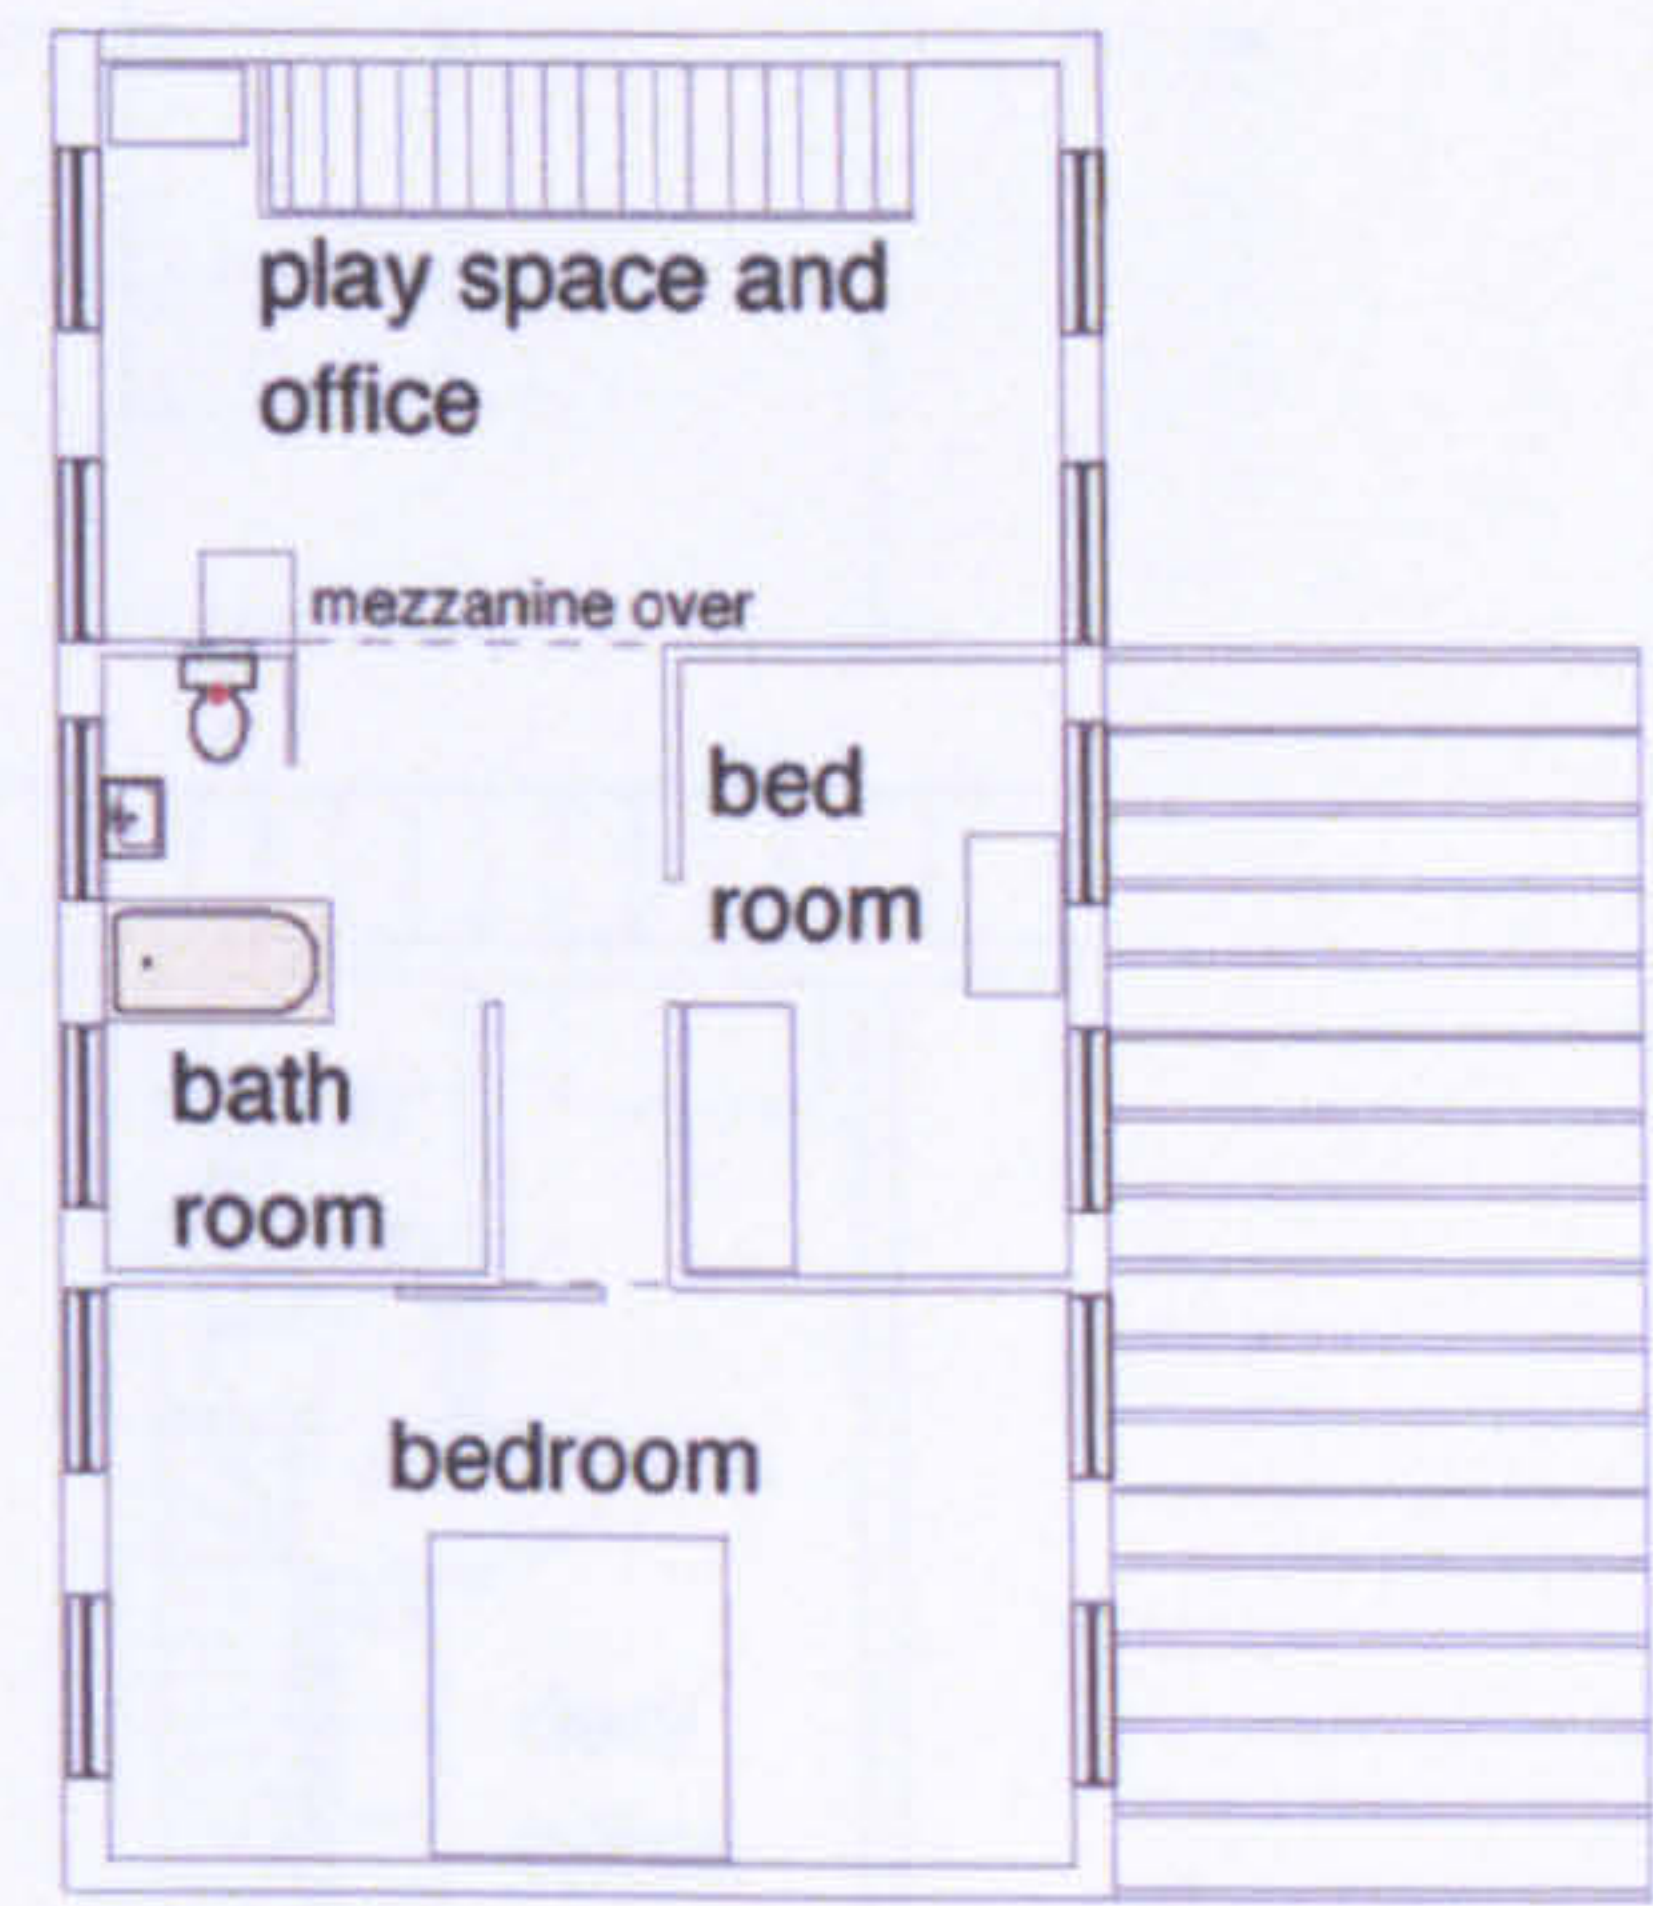 play space and
office
mezzanine over
bed
room
bath
room
bedroom